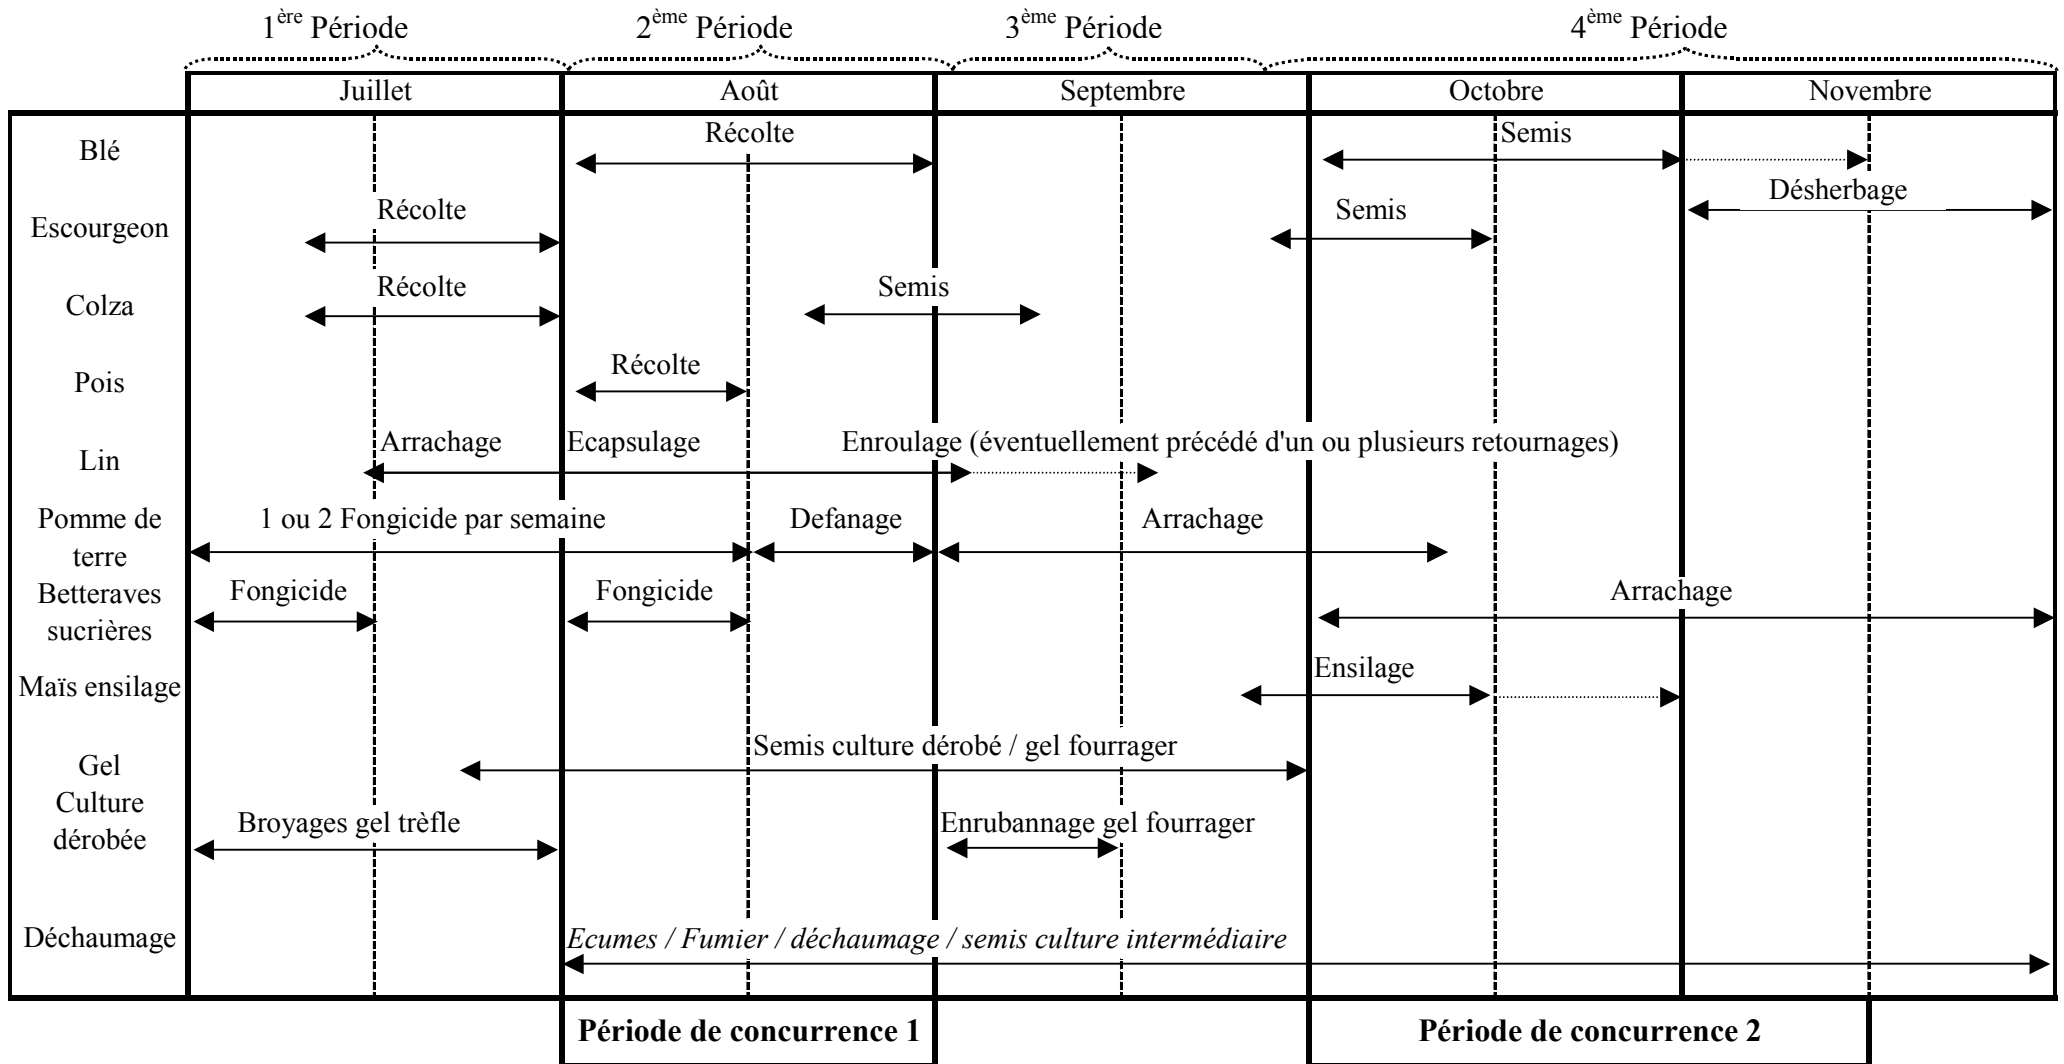 1ère Période 2ème Période 3ème Période 4ème Période
Juillet Août Septembre Octobre Novembre
Blé Récolte Semis
Désherbage
Escourgeon Récolte Semis
Colza Récolte Semis
Pois Récolte
Lin Arrachage Ecapsulage Enroulage (éventuellement précédé d'un ou plusieurs retournages)
Pomme de
terre
1 ou 2 Fongicide par semaine Defanage Arrachage
Betteraves
sucrières
Fongicide Fongicide Arrachage
Maïs ensilage Ensilage
Gel
Culture
dérobée
Semis culture dérobé / gel fourrager
Broyages gel trèfle Enrubannage gel fourrager
Déchaumage Ecumes / Fumier / déchaumage / semis culture intermédiaire
Période de concurrence 1 Période de concurrence 2